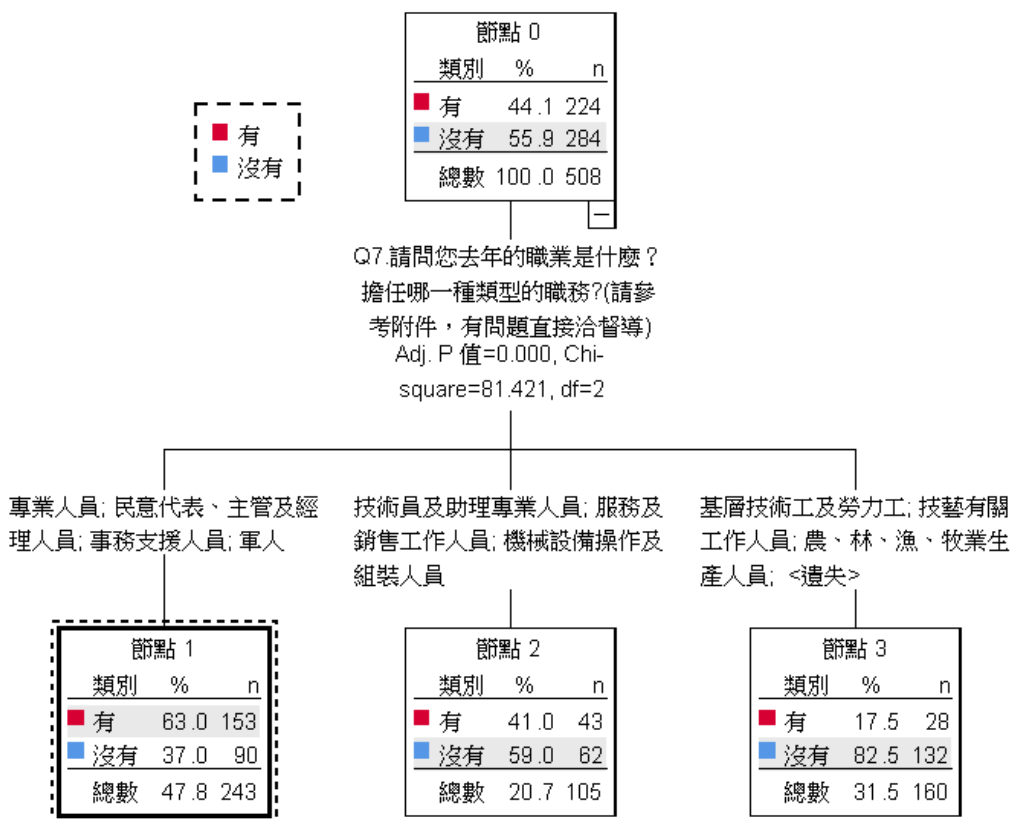 節點 0
類別 % n
有 44.1 224
沒有 55.9 284
總數 100.0 508
有
沒有
Q7.請問您去年的職業是什麼？
擔任哪一種類型的職務?(請參
考附件，有問題直接洽督導)
Adj. P 值=0.000, Chi-
square=81.421, df=2
專業人員; 民意代表、主管及經
理人員; 事務支援人員; 軍人
技術員及助理專業人員; 服務及
銷售工作人員; 機械設備操作及
組裝人員
基層技術工及勞力工; 技藝有關
工作人員; 農、林、漁、牧業生
產人員; <遺失>
節點 1
類別 % n
有 63.0 153
沒有 37.0 90
總數 47.8 243
節點 2
類別 % n
有 41.0 43
沒有 59.0 62
總數 20.7 105
節點 3
類別 % n
有 17.5 28
沒有 82.5 132
總數 31.5 160